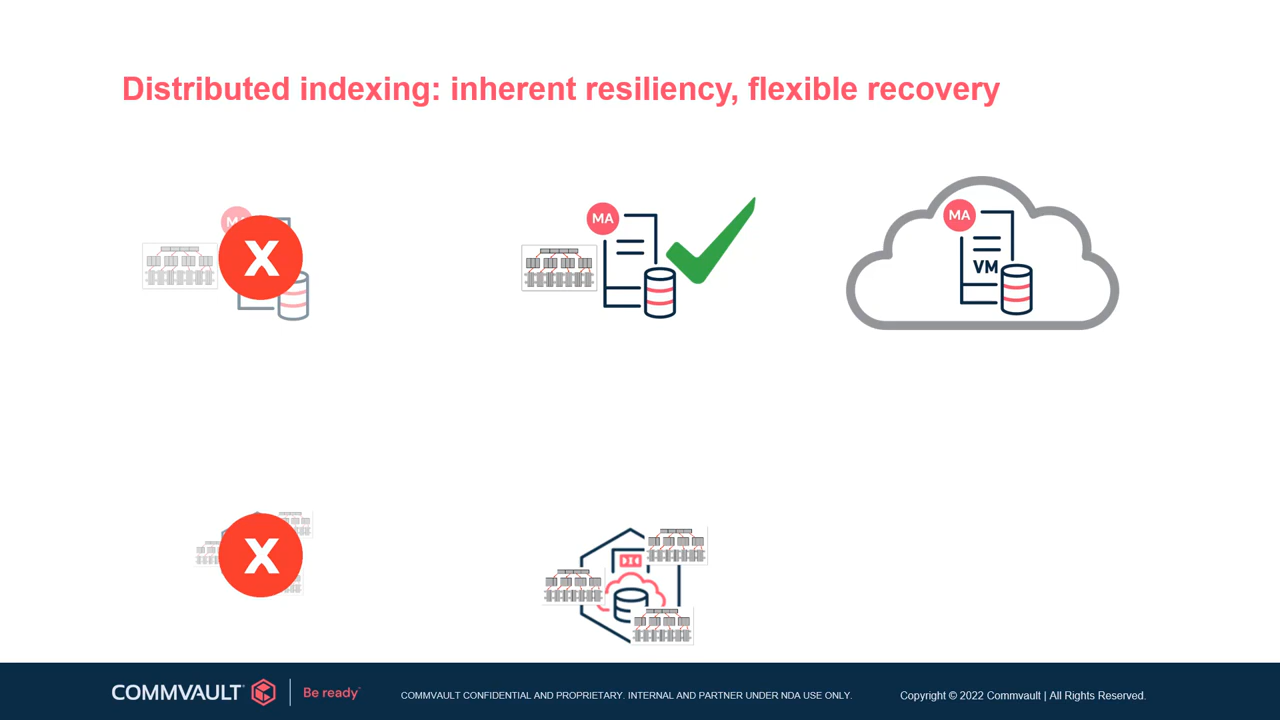 Distributed indexing: inherent resiliency, flexible recovery
X
MA
MA
VM
X
COMMVAULT
Be ready
COMMVAULT CONFIDENTIAL AND PROPRIETARY. INTERNAL AND PARTNER UNDER NDA USE ONLY.
Copyright © 2022 Commvault | All Rights Reserved.